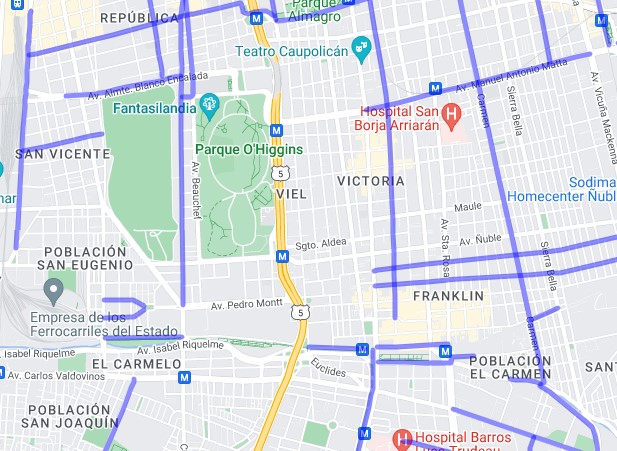 REPÚBLICA
Parque
Almagro
Teatro Caupolicán
M
Av. Almte. Blanco Encalada
Av. Manuel Antonio Matta
Fantasilandia
M
Carmen
Sierra Bella
Av. Vicuña Mackenna
Hospital San
Borja Arriarán
H
M
Parque O'Higgins
SAN VICENTE
Av. Beauchef
5
VIEL
VICTORIA
Sodima
Homecenter Ñubl
mar
Maule
Av. Sta. Rosa
Sgto. Aldea
Av. Ñuble
Sierra Bella
POBLACIÓN
SAN EUGENIO
M
FRANKLIN
Empresa de los
Ferrocarriles del Estado
Av. Pedro Montt
5
Carmen
Isabel Riquelme
Av. Isabel Riquelme
M
M
EL CARMELO
Euclides
POBLACIÓN
EL CARMEN
SANT
Av. Carlos Valdovinos
M
POBLACIÓN
SAN JOAQUÍN
M
H
Hospital Barros
Luco Trudeau